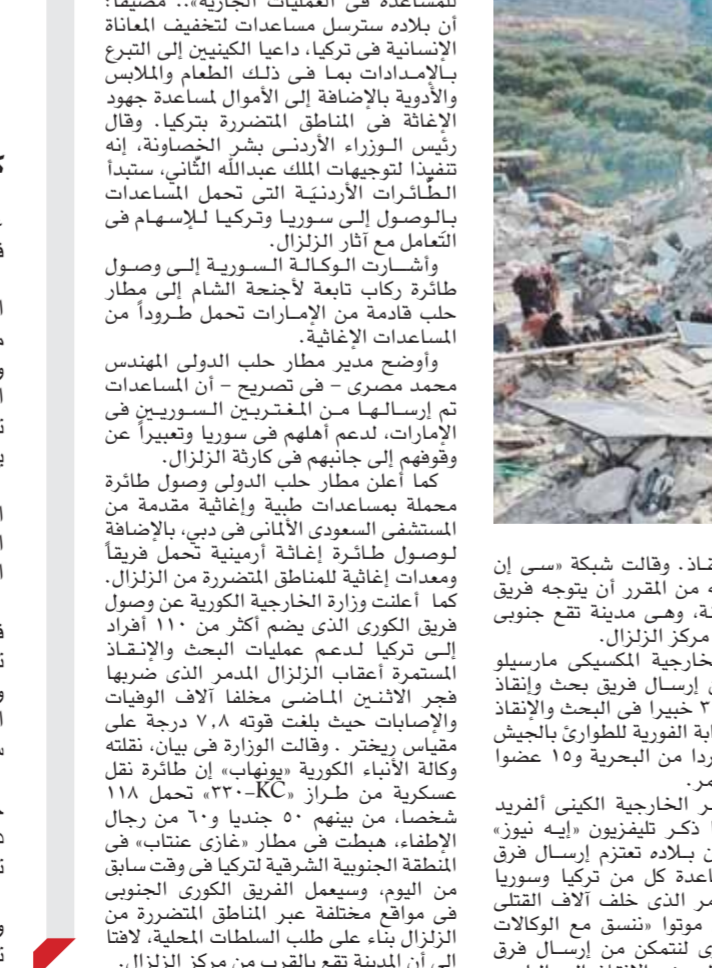 للمساعدة فى العمليات الجارية».. مضيفا:
أن بلاده سترسل مساعدات لتخفيف المعاناة
الإنسانية فى تركيا، داعيا الكينيين إلى التبرع
بالإمدادات بما فى ذلك الطعام والملابس
والأدوية بالإضافة إلى الأموال لمساعدة جهود
الإغاثة فى المناطق المتضررة بتركيا. وقال
رئيس الوزراء الأردنى بشر الخصاونة، إنه
تنفيذا لتوجيهات الملك عبدالله الثّانى، ستبدأ
الطّائرات الأردنيَة التى تحمل المساعدات
بالوصول إلى سوريا وتركيا للإسهام فى
التَعامل مع آثار الزلزال.
وأشارت الوكالة السورية إلى وصول
طائرة ركاب تابعة لأجنحة الشام إلى مطار
حلب قادمة من الإمارات تحمل طروداً من
المساعدات الإغاثية.
وأوضح مدير مطار حلب الدولى المهندس
محمد مصرى – فى تصريح – أن المساعدات
تم إرسالها من المغتربين السوريين فى
الإمارات، لدعم أهلهم فى سوريا وتعبيراً عن
وقوفهم إلى جانبهم فى كارثة الزلزال.
كما أعلن مطار حلب الدولى وصول طائرة
محملة بمساعدات طبية وإغاثية مقدمة من
المستشفى السعودى الألمانى فى دبي، بالإضافة
لوصول طائرة إغاثة أرمينية تحمل فريقاً
ومعدات إغاثية للمناطق المتضررة من الزلزال.
كما أعلنت وزارة الخارجية الكورية عن وصول
فريق الكورى الذى يضم أكثر من ١١٠ أفراد
إلى تركيا لدعم عمليات البحث والإنقاذ
المستمرة أعقاب الزلزال المدمر الذى ضربها
فجر الاثنين الماضى مخلفا آلاف الوفيات
والإصابات حيث بلغت قوته ٧,٨ درجة على
مقياس ريختر . وقالت الوزارة فى بيان، نقلته
وكالة الأنباء الكورية «يونهاب» إن طائرة نقل
عسكرية من طراز «KC-٣٣٠» تحمل ١١٨
شخصا، من بينهم ٥٠ جنديا و٦٠ من رجال
الإطفاء، هبطت فى مطار «غازى عنتاب» فى
المنطقة الجنوبية الشرقية لتركيا فى وقت سابق
من اليوم، وسيعمل الفريق الكورى الجنوبى
فى مواقع مختلفة عبر المناطق المتضررة من
الزلزال بناء على طلب السلطات المحلية، لافتا
إلى أن المدينة تقع بالقرب من مركز الزلزال.
وقالت شبكة «سى إن
من المقرر أن يتوجه فريق
وهى مدينة تقع جنوبى
مركز الزلزال.
المكسيكى مارسيلو
إرسال فريق بحث وإنقاذ
خبيرا فى البحث والإنقاذ
الفورية للطوارئ بالجيش
من البحرية و١٥ عضوا
الخارجية الكينى ألفريد
ذكر تليفزيون «إيه نيوز»
بلاده تعتزم إرسال فرق
كل من تركيا وسوريا
الذى خلف آلاف القتلى
موتوا «ننسق مع الوكالات
لنتمكن من إرسال فرق